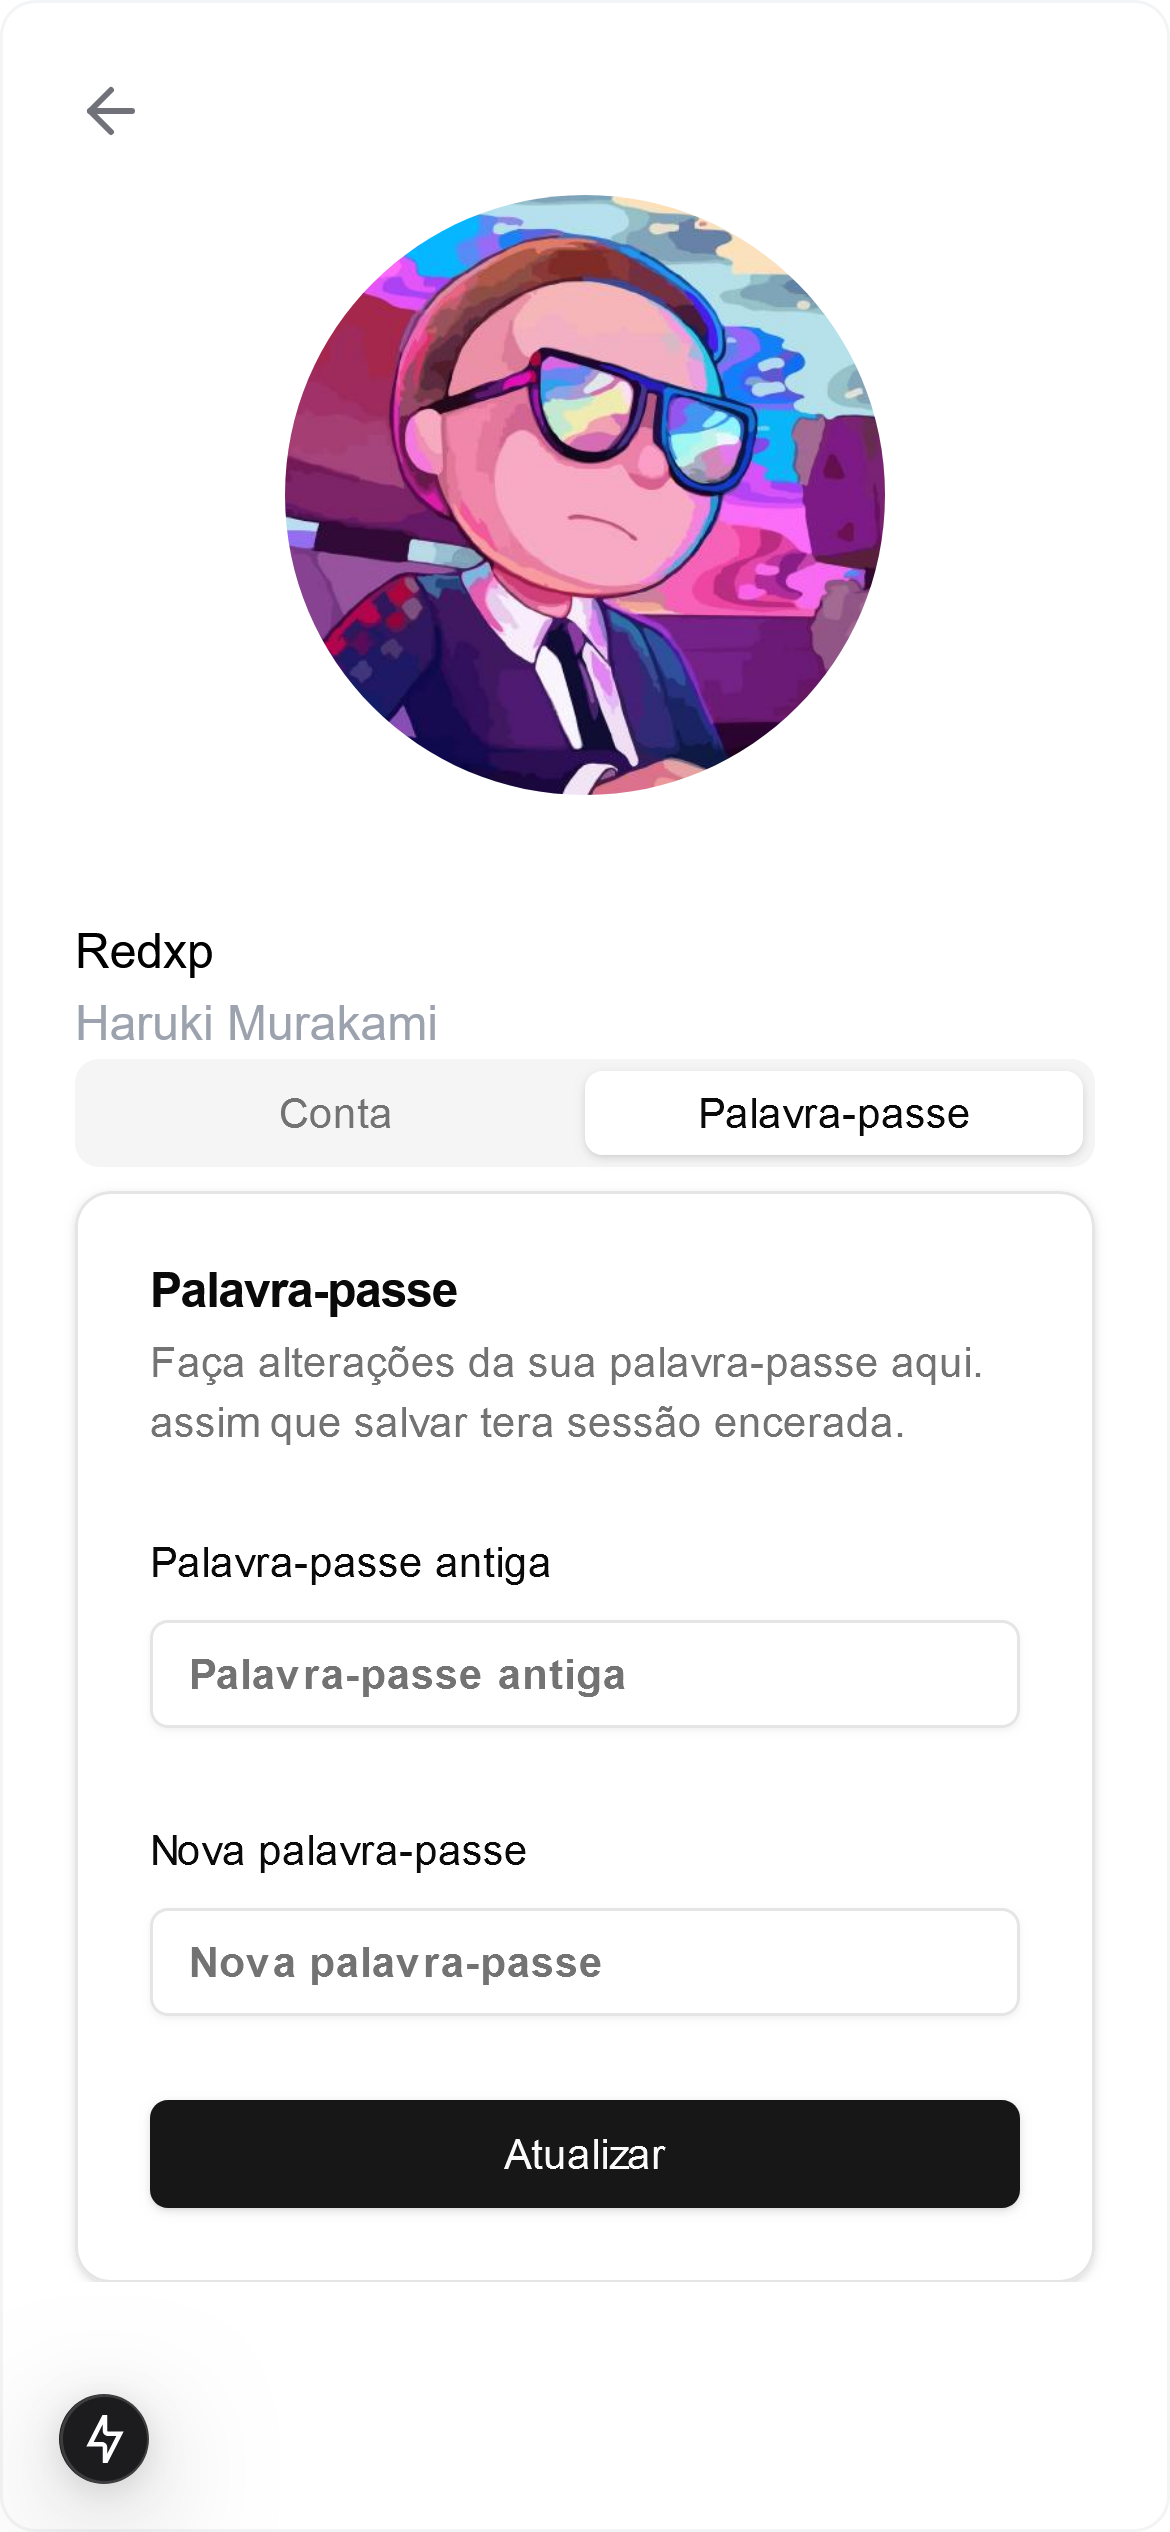 Redxp
Haruki Murakami
Conta
Palavra-passe
Palavra-passe
Faça alterações da sua palavra-passe aqui.
assim que salvar tera sessão encerada.
Palavra-passe antiga
Palavra-passe antiga
Nova palavra-passe
Nova palavra-passe
Atualizar